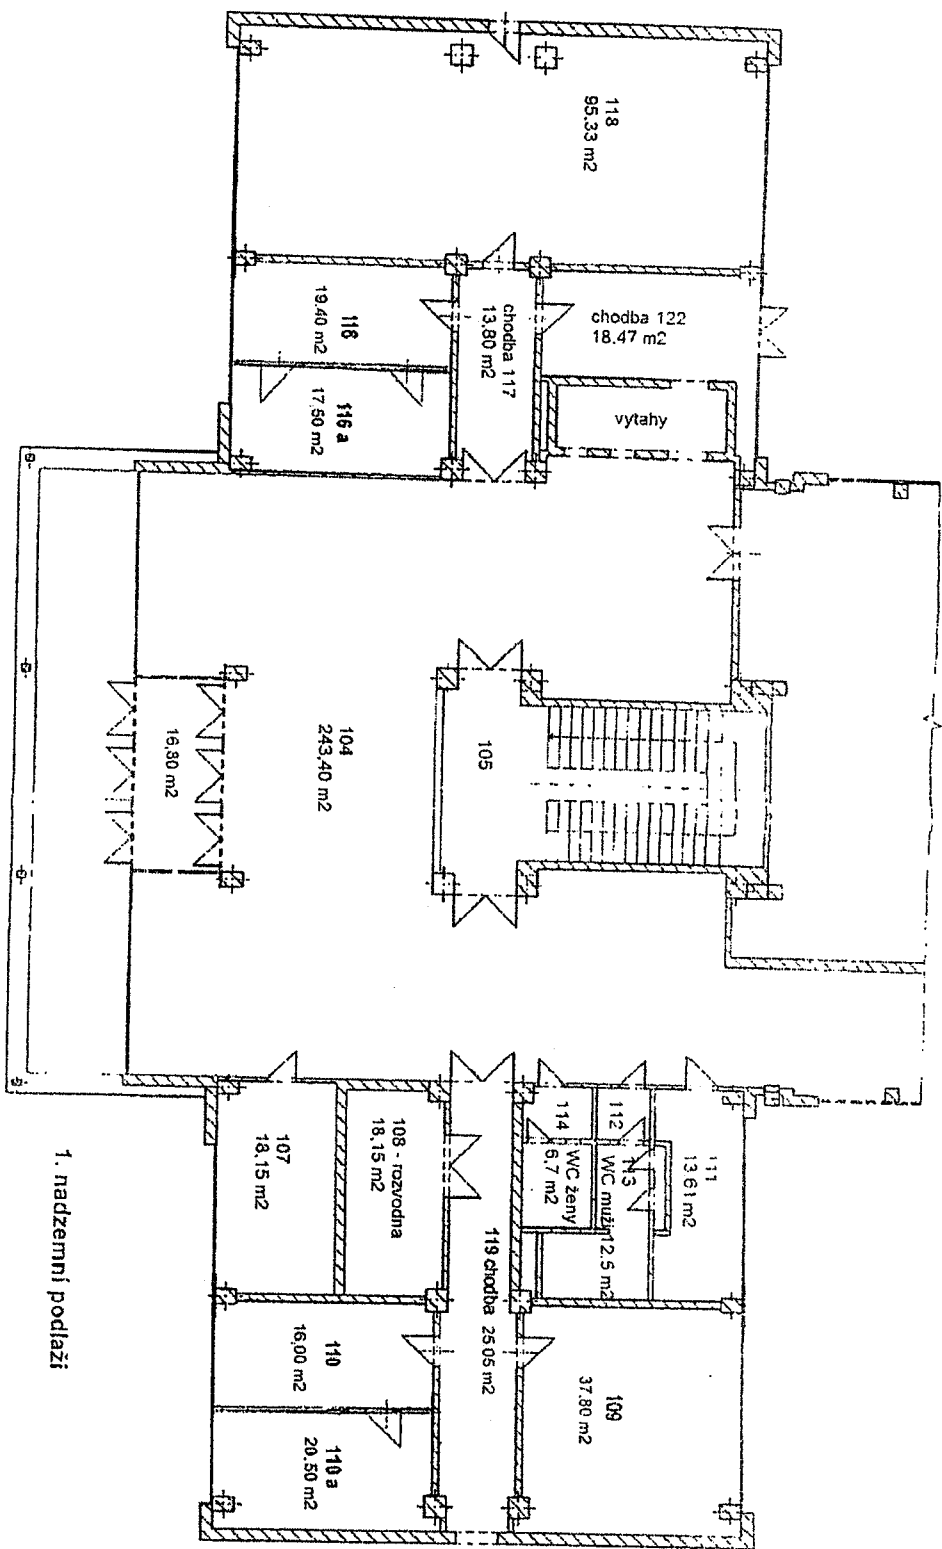 118
95.33 m2
118
19.40 m2
116 a
17.50 m2
chodba 117
13.80 m2
chodba 122
18.47 m2
vytahy
104
243,40 m2
16,80 m2
105
107
18.15 m2
108 - rozvodna
18,15 m2
114
WC ženy
6.7 m2
112
113
WC muži
12.5 m2
111
13.61 m2
119 chodba 25.05 m2
110
16,00 m2
110 a
20.50 m2
109
37.80 m2
1. nadzemní podlaží